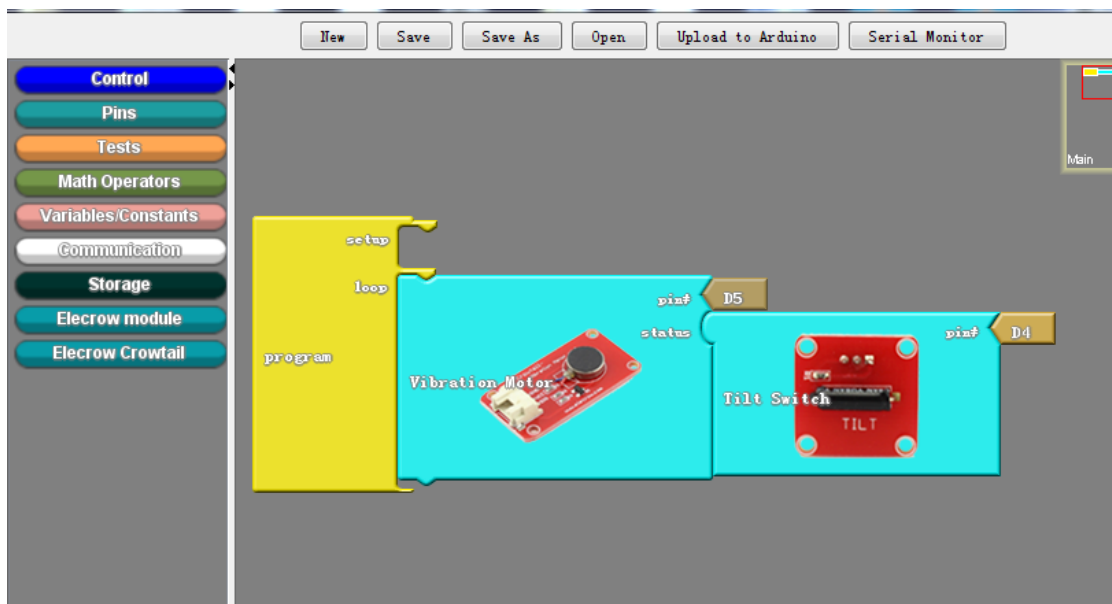 New Save Save As Open Upload to Arduino Serial Monitor
Control
Pins
Tests
Math Operators
Variables/Constants
Communication
Storage
Elecrow module
Elecrow Crowtail
Main
setup
loop
program
Vibration Motor
pin#
D5
status
Tilt Switch
TILT
pin#
D4